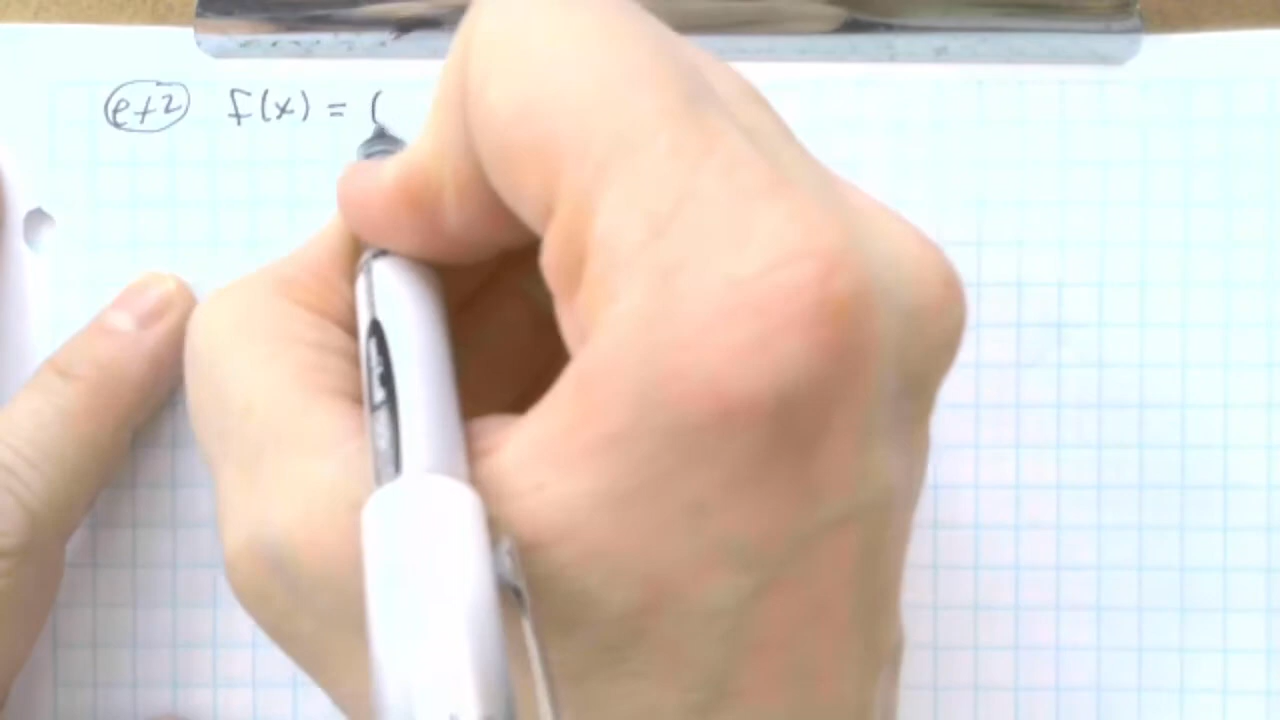 e+2 f(x) = (